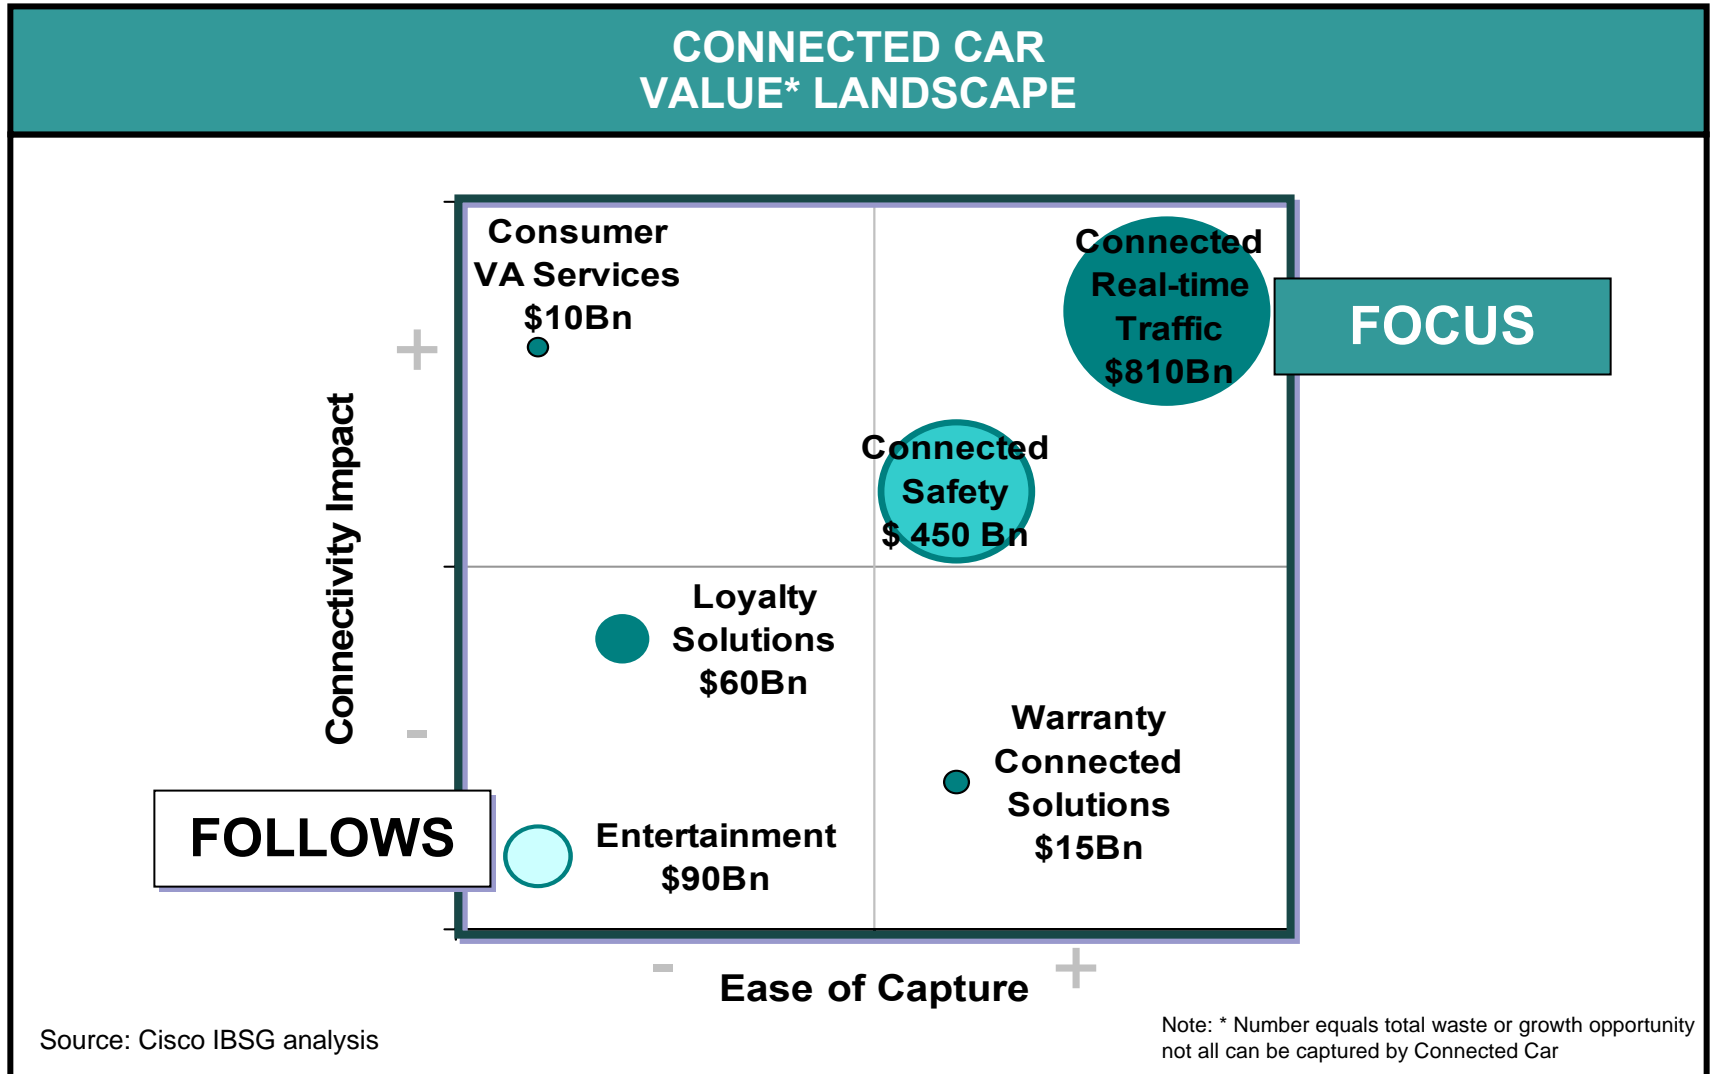 CONNECTED CAR
VALUE* LANDSCAPE
Consumer
VA Services
$10Bn
Connected
Real-time
Traffic
$810Bn
FOCUS
+
Connectivity Impact
-
Connected
Safety
$ 450 Bn
Loyalty
Solutions
$60Bn
Warranty
Connected
Solutions
$15Bn
FOLLOWS
Entertainment
$90Bn
-
Ease of Capture
+
Source: Cisco IBSG analysis
Note: * Number equals total waste or growth opportunity
not all can be captured by Connected Car